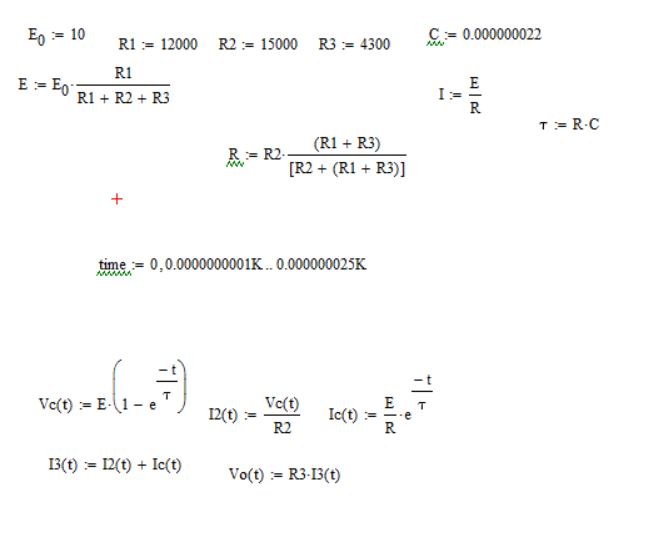 E0 := 10    R1 := 12000    R2 := 15000    R3 := 4300    C := 0.000000022
E := E0·R1/(R1 + R2 + R3)    I := E/R
τ := R·C
R := R2·(R1 + R3)/[R2 + (R1 + R3)]
+
time := 0,0.0000000001K.. 0.000000025K
Vc(t) := E·(1 − e^(−t/τ))    I2(t) := Vc(t)/R2    Ic(t) := E/R·e^(−t/τ)
I3(t) := I2(t) + Ic(t)    Vo(t) := R3·I3(t)